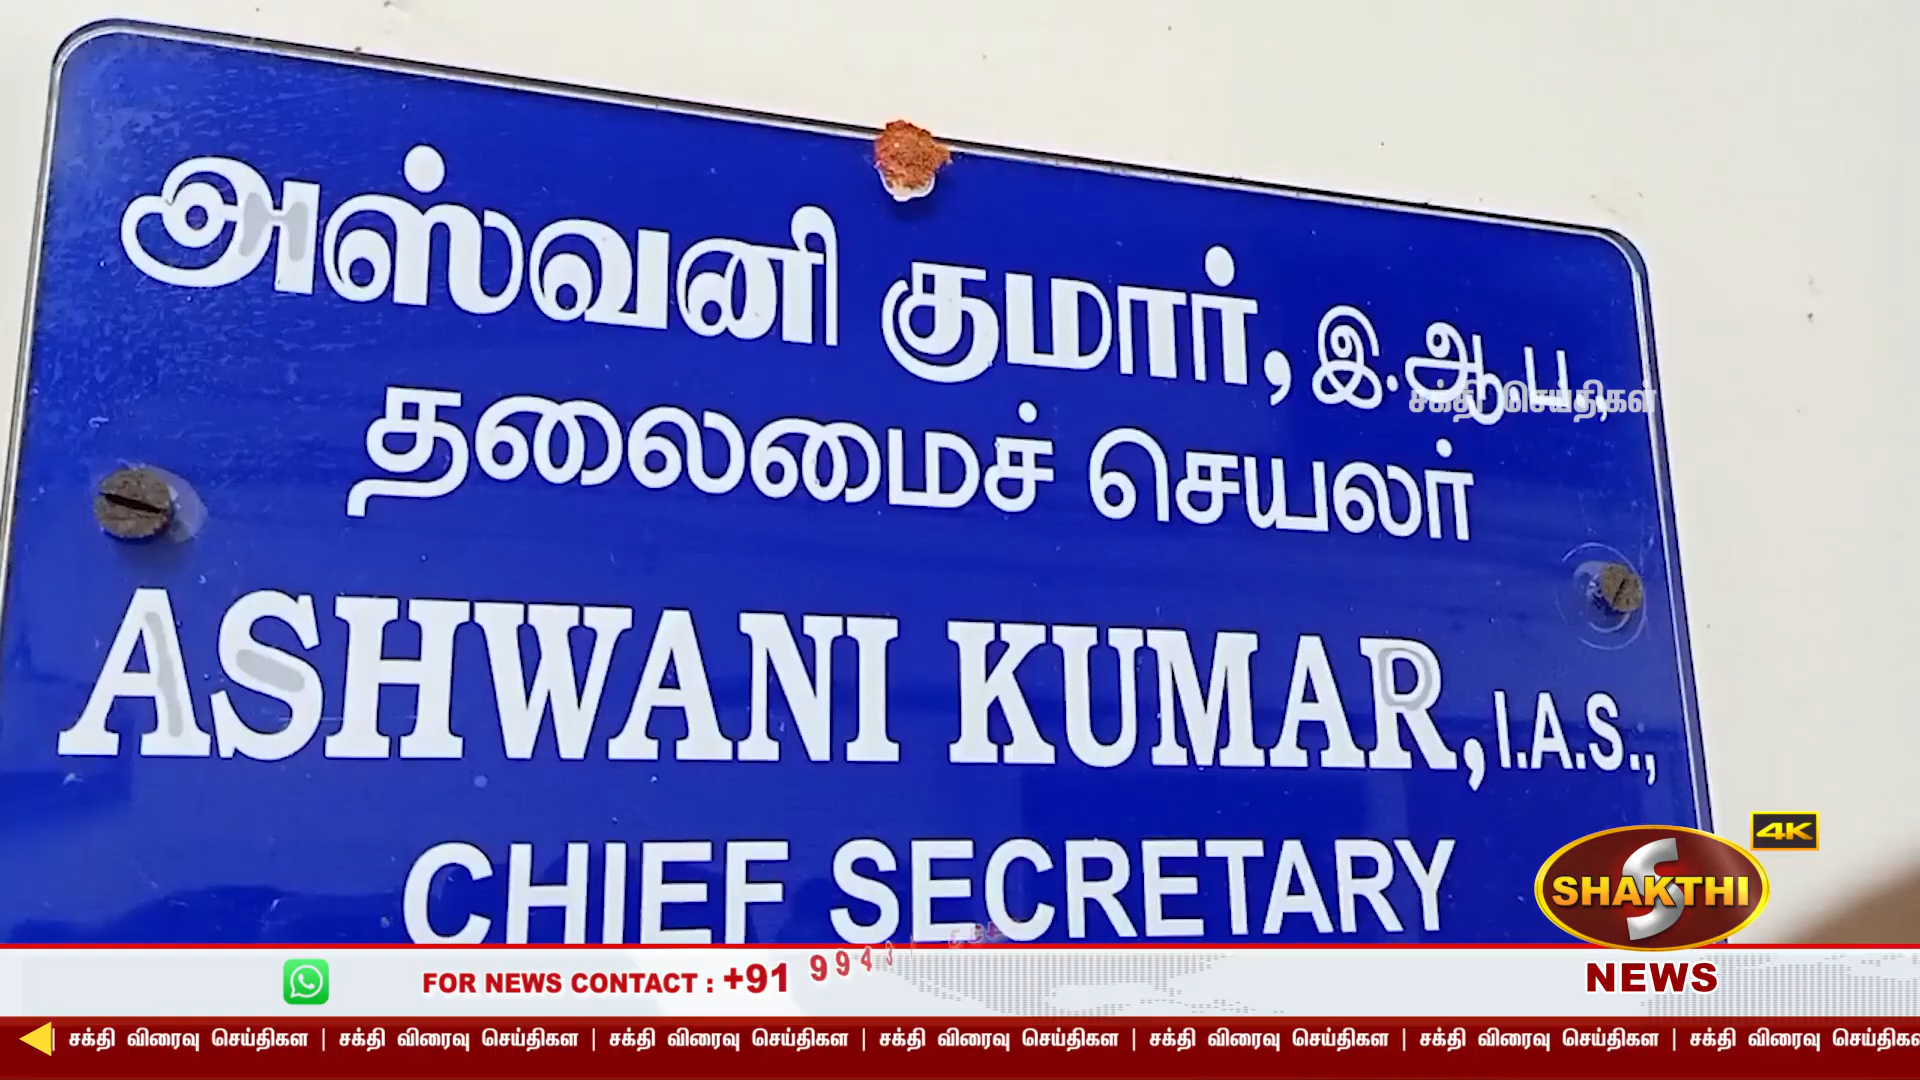 அஸ்வனி குமார், இ.ஆ.ப.,
சக்தி செய்திகள்
தலைமைச் செயலர்
ASHWANI KUMAR, I.A.S.,
CHIEF SECRETARY
4K
S
SHAKTHI
NEWS
FOR NEWS CONTACT : +91 9943
சக்தி விரைவு செய்திகள | சக்தி விரைவு செய்திகள | சக்தி விரைவு செய்திகள | சக்தி விரைவு செய்திகள | சக்தி விரைவு செய்திகள | சக்தி விரைவு செய்திகள | சக்தி விரைவு செய்திகள